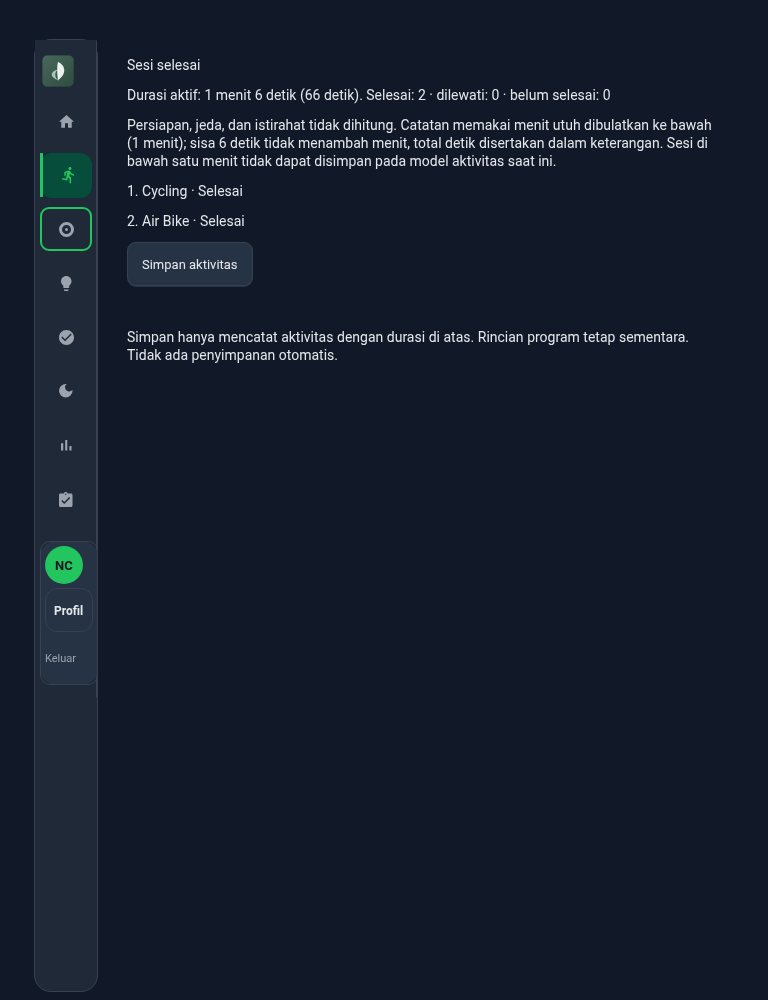 Sesi selesai
Durasi aktif: 1 menit 6 detik (66 detik). Selesai: 2 · dilewati: 0 · belum selesai: 0
Persiapan, jeda, dan istirahat tidak dihitung. Catatan memakai menit utuh dibulatkan ke bawah
(1 menit); sisa 6 detik tidak menambah menit, total detik disertakan dalam keterangan. Sesi di
bawah satu menit tidak dapat disimpan pada model aktivitas saat ini.
1. Cycling · Selesai
2. Air Bike · Selesai
Simpan aktivitas
Simpan hanya mencatat aktivitas dengan durasi di atas. Rincian program tetap sementara.
Tidak ada penyimpanan otomatis.
NC
Profil
Keluar